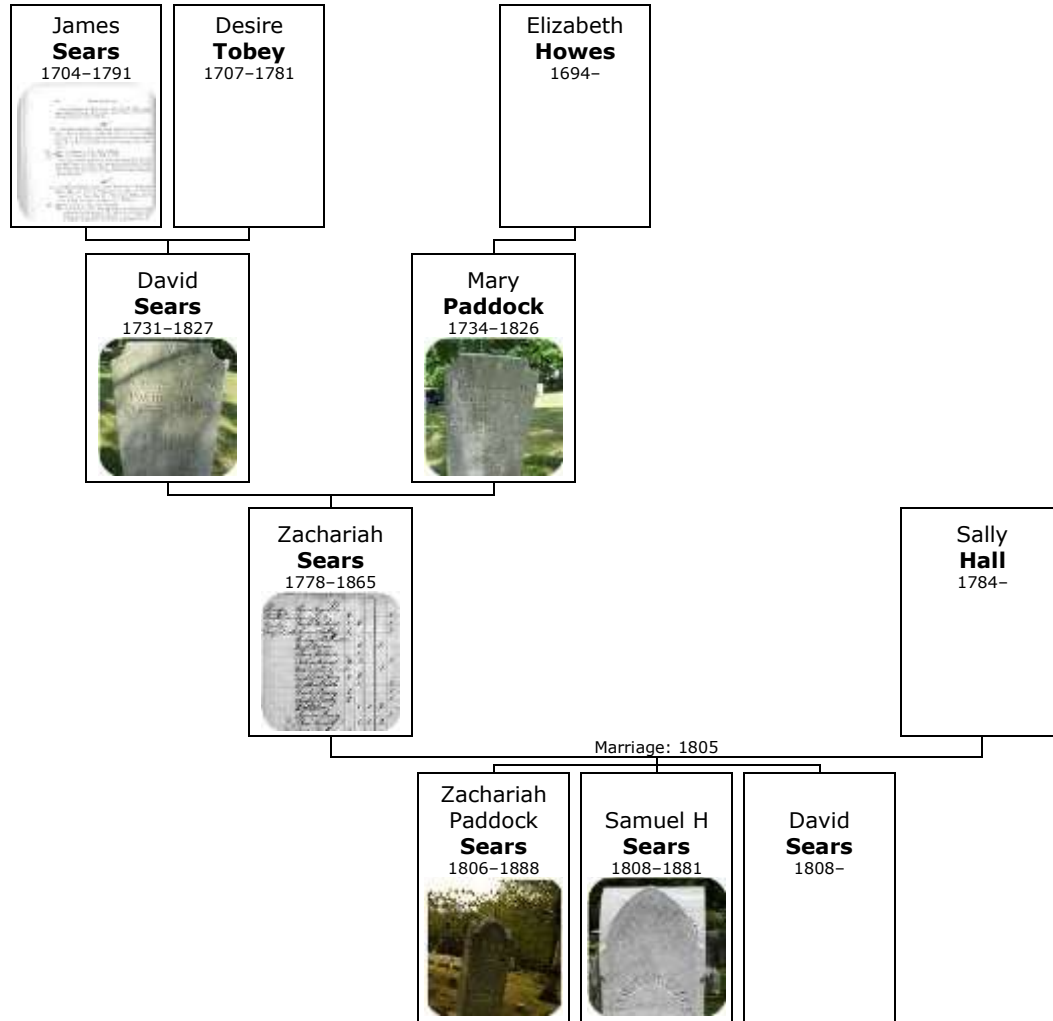 James
Sears
1704–1791
Desire
Tobey
1707–1781
Elizabeth
Howes
1694–
David
Sears
1731–1827
Mary
Paddock
1734–1826
Zachariah
Sears
1778–1865
Sally
Hall
1784–
Marriage: 1805
Zachariah
Paddock
Sears
1806–1888
Samuel H
Sears
1808–1881
David
Sears
1808–